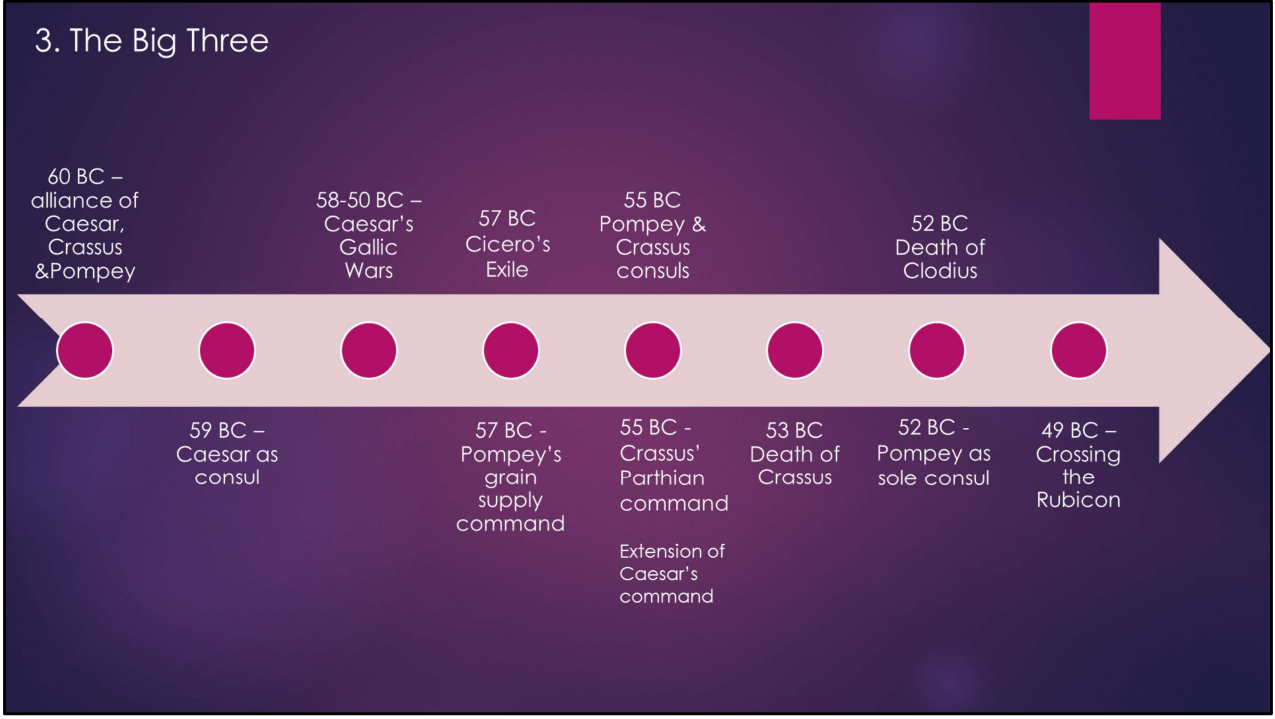 3. The Big Three
60 BC –
alliance of
Caesar,
Crassus
&Pompey
59 BC –
Caesar as
consul
58-50 BC –
Caesar’s
Gallic
Wars
57 BC
Cicero’s
Exile
57 BC -
Pompey’s
grain
supply
command
55 BC
Pompey &
Crassus
consuls
55 BC -
Crassus’
Parthian
command
Extension of
Caesar’s
command
53 BC
Death of
Crassus
52 BC
Death of
Clodius
52 BC -
Pompey as
sole consul
49 BC –
Crossing
the
Rubicon